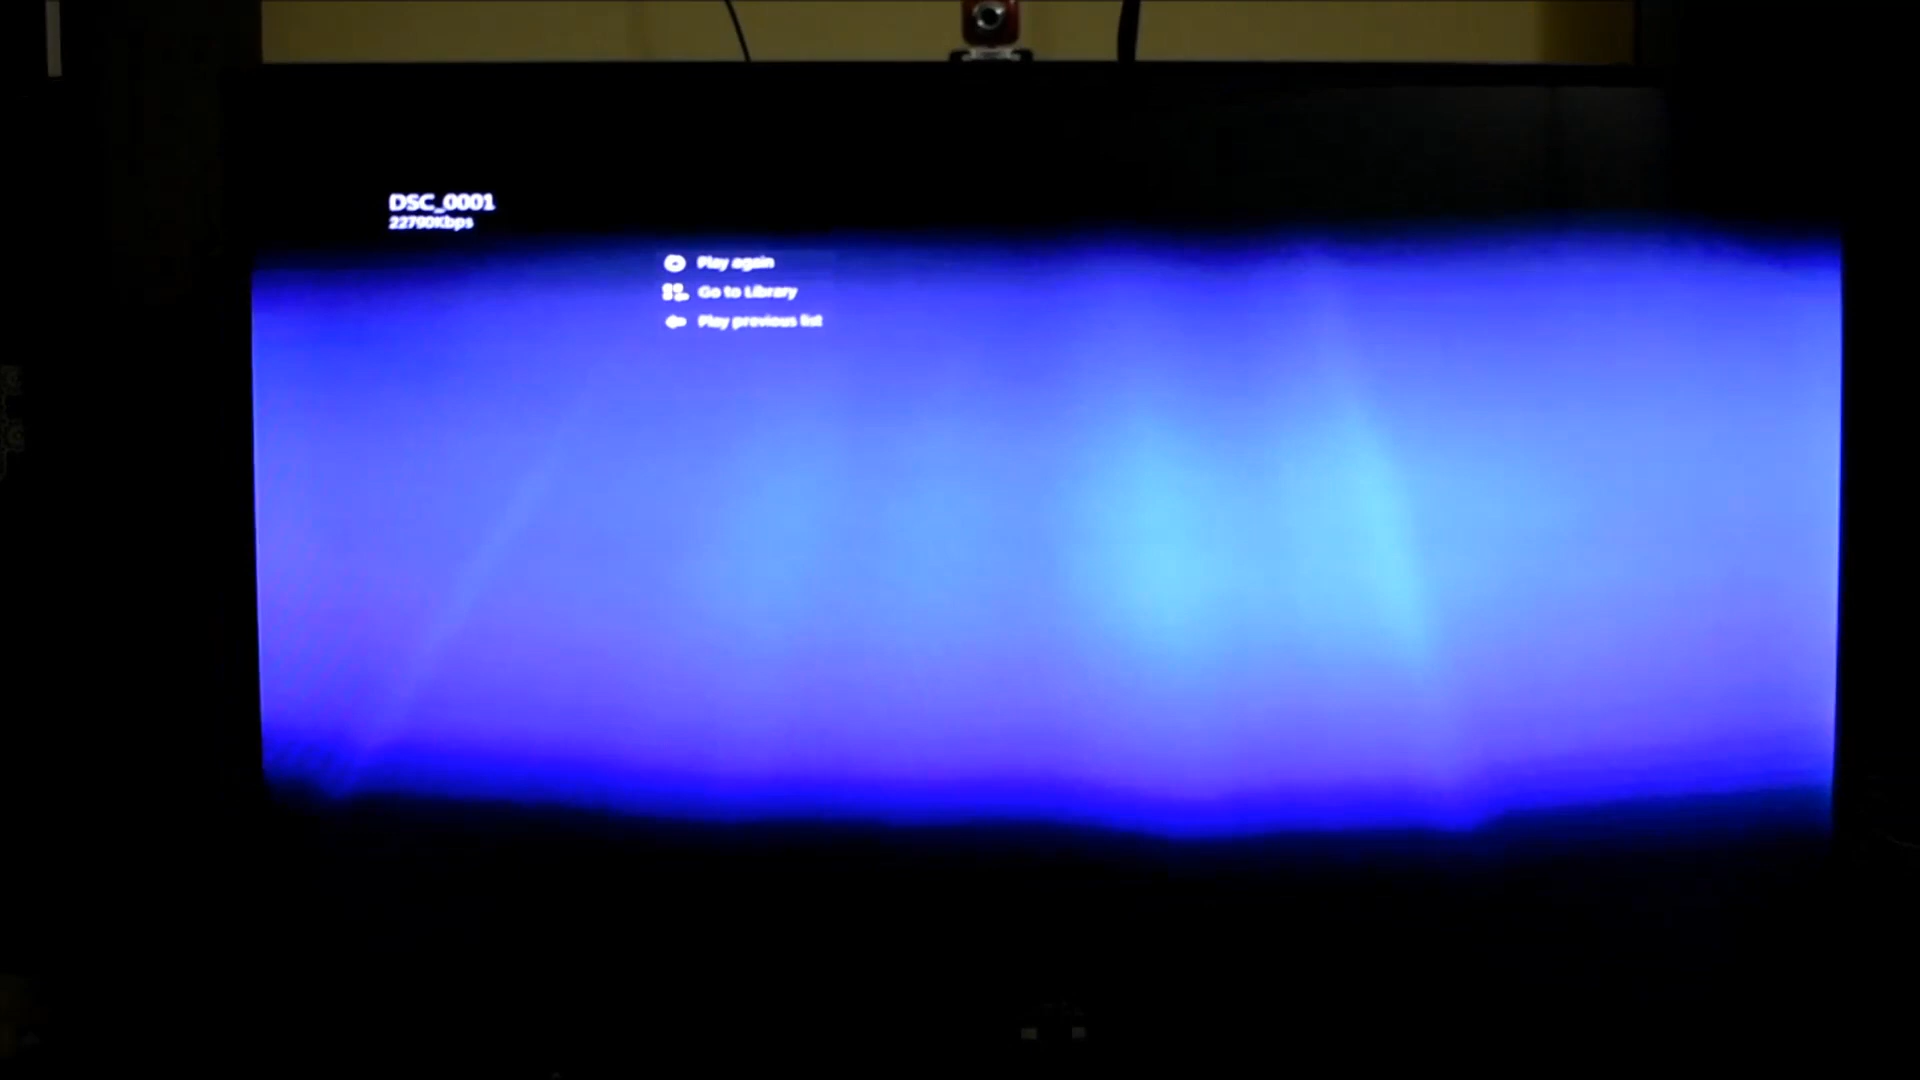 DSC_0001
22790Kbps
Play again
Go to Library
Play previous list